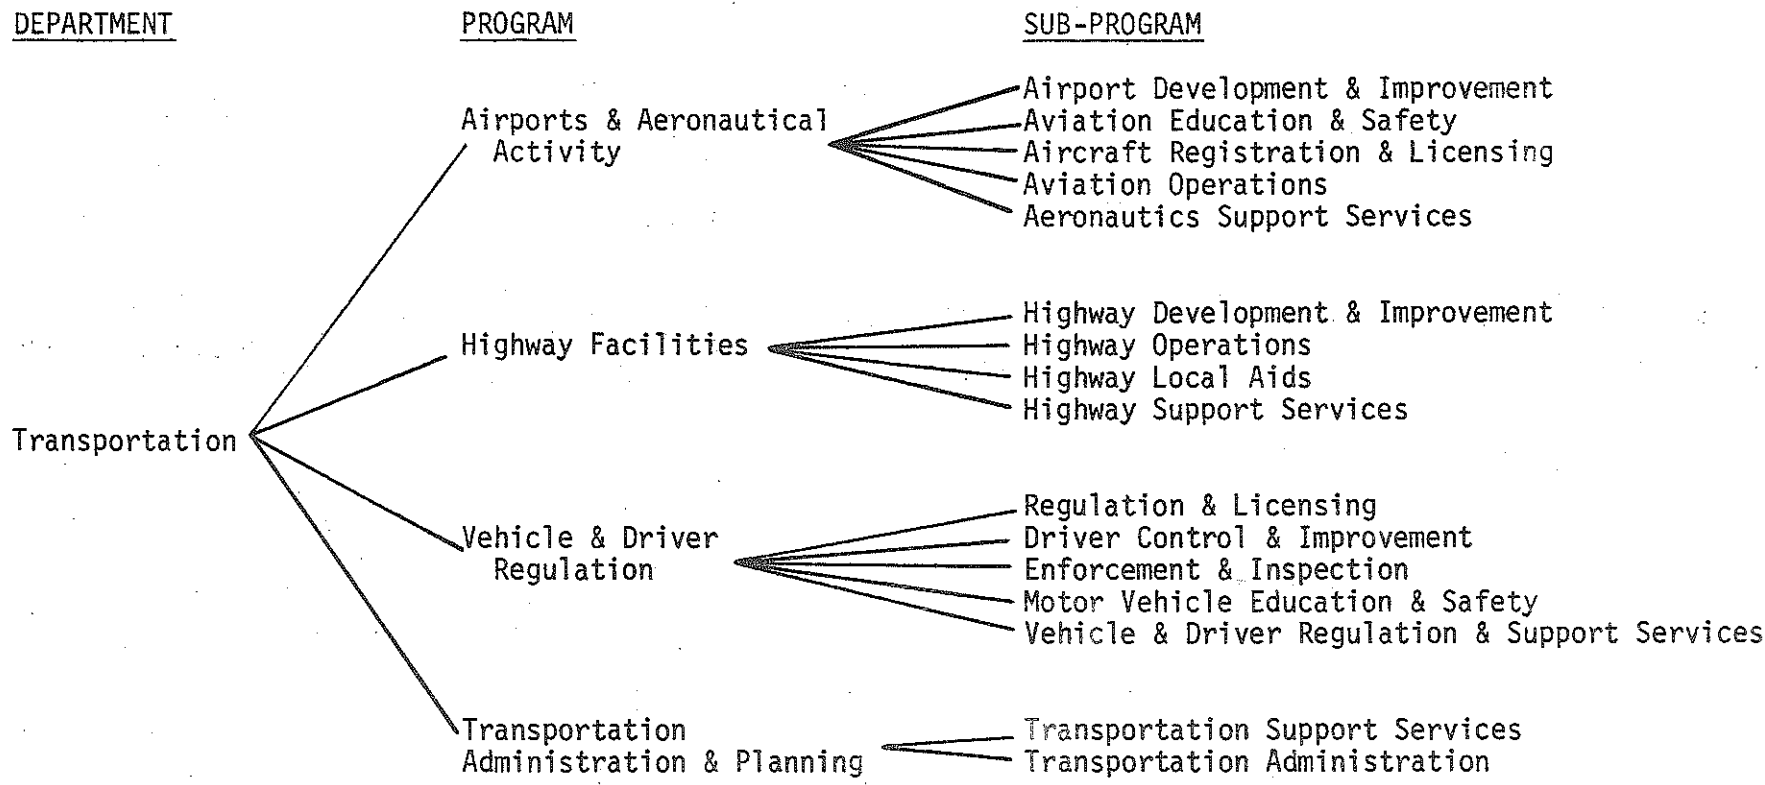 DEPARTMENT PROGRAM SUB-PROGRAM
Airports & Aeronautical
Activity
Airport Development & Improvement
Aviation Education & Safety
Aircraft Registration & Licensing
Aviation Operations
Aeronautics Support Services
Highway Facilities
Highway Development & Improvement
Highway Operations
Highway Local Aids
Highway Support Services
Transportation
Vehicle & Driver
Regulation
Regulation & Licensing
Driver Control & Improvement
Enforcement & Inspection
Motor Vehicle Education & Safety
Vehicle & Driver Regulation & Support Services
Transportation
Administration & Planning
Transportation Support Services
Transportation Administration